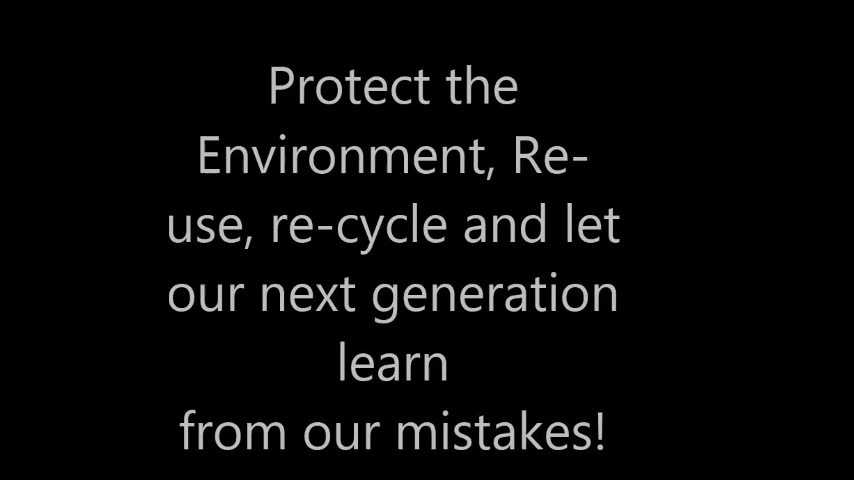 Protect the
Environment, Re-
use, re-cycle and let
our next generation
learn
from our mistakes!